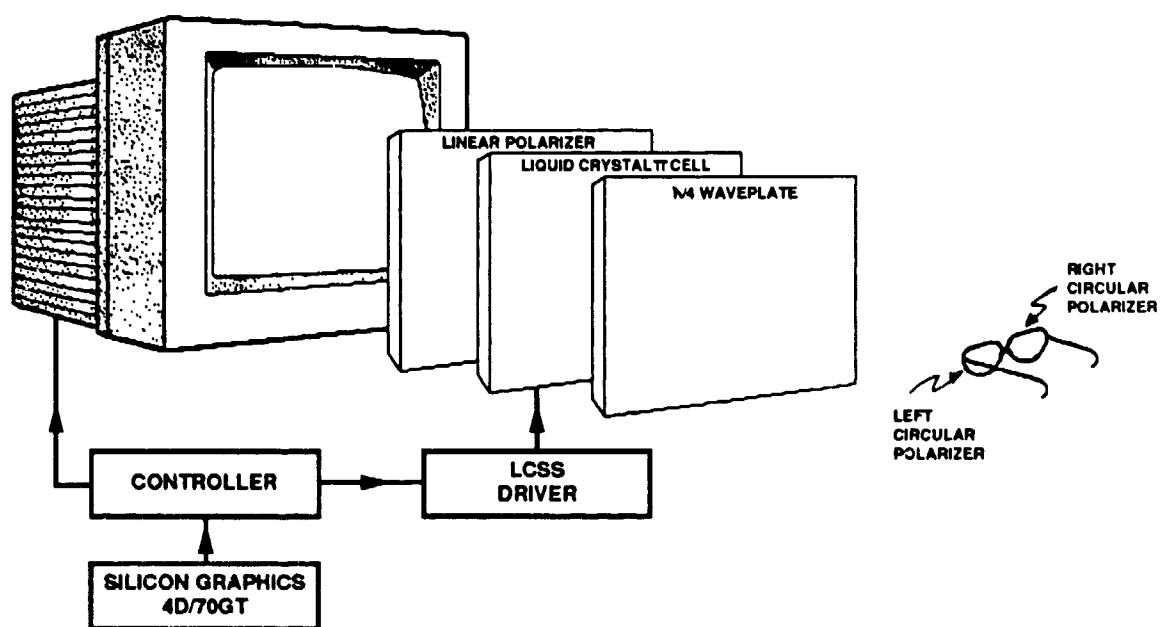 LINEAR POLARIZER
LIQUID CRYSTAL π CELL
λ/4 WAVEPLATE
RIGHT
CIRCULAR
POLARIZER
LEFT
CIRCULAR
POLARIZER
CONTROLLER
LCSS
DRIVER
SILICON GRAPHICS
4D/70GT